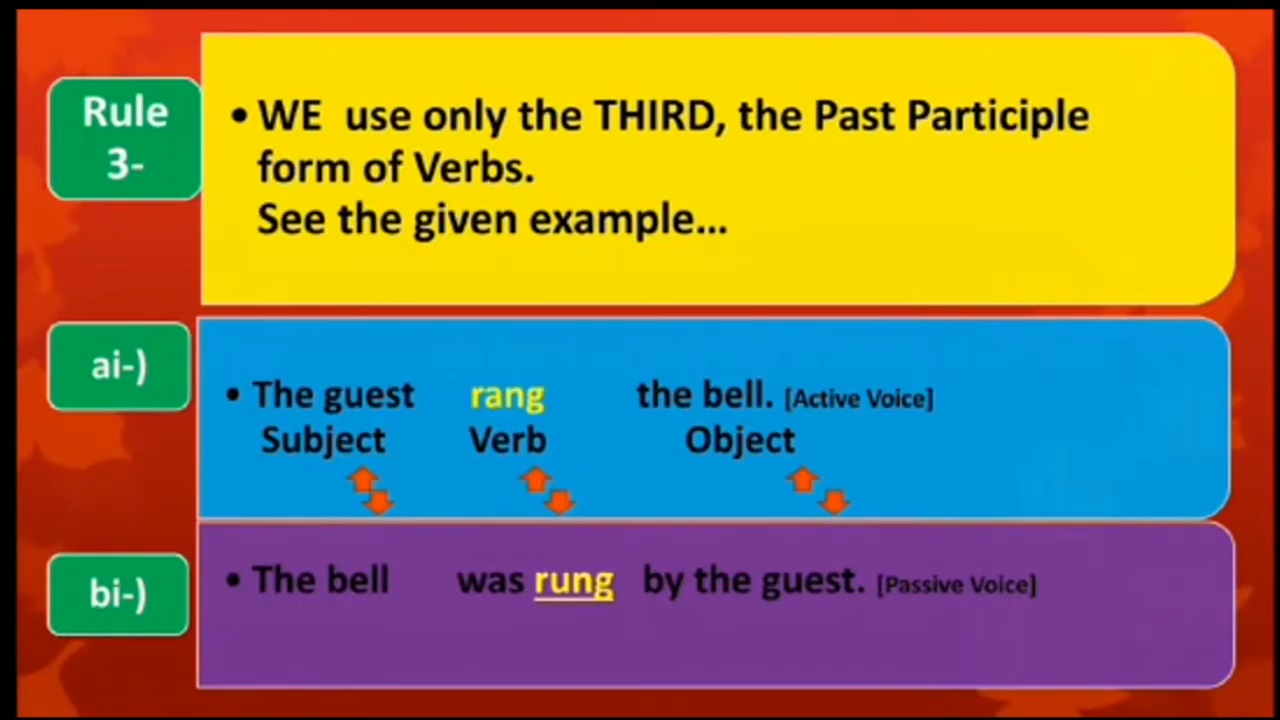 Rule
3-
• WE use only the THIRD, the Past Participle
form of Verbs.
See the given example...
ai-)
• The guest rang the bell. [Active Voice]
Subject Verb Object
bi-)
• The bell was rung by the guest. [Passive Voice]